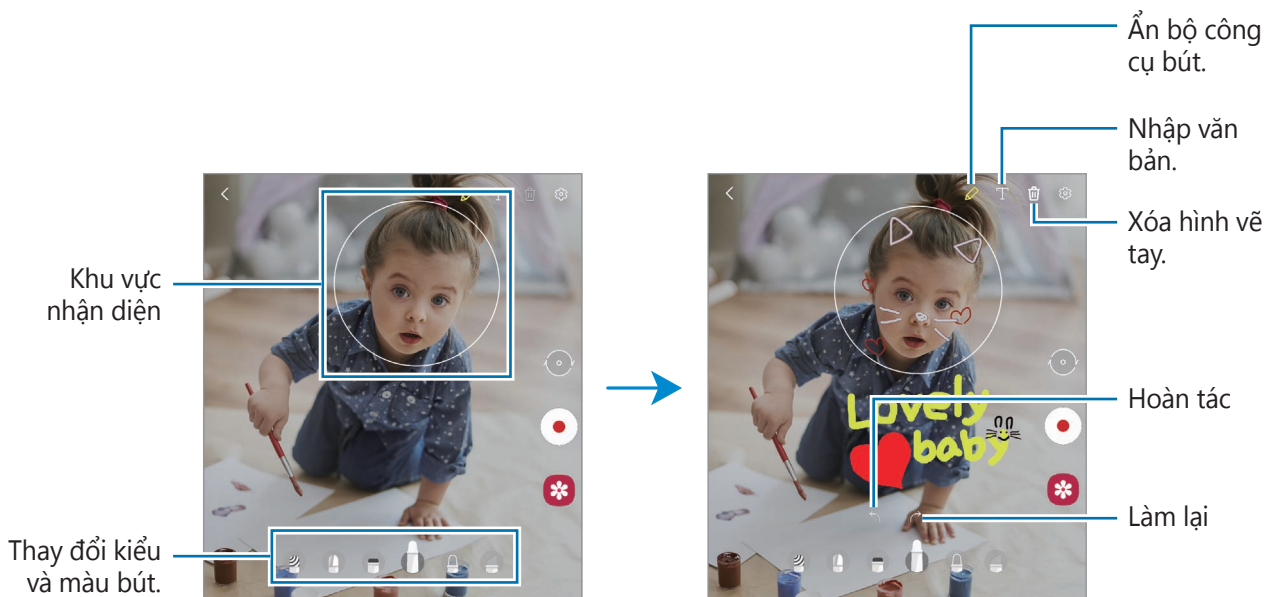 Ẩn bộ công
cụ bút.
Nhập văn
bản.
Xóa hình vẽ
tay.
Khu vực
nhận diện
Hoàn tác
Làm lại
Thay đổi kiểu
và màu bút.
T
Lovely
baby